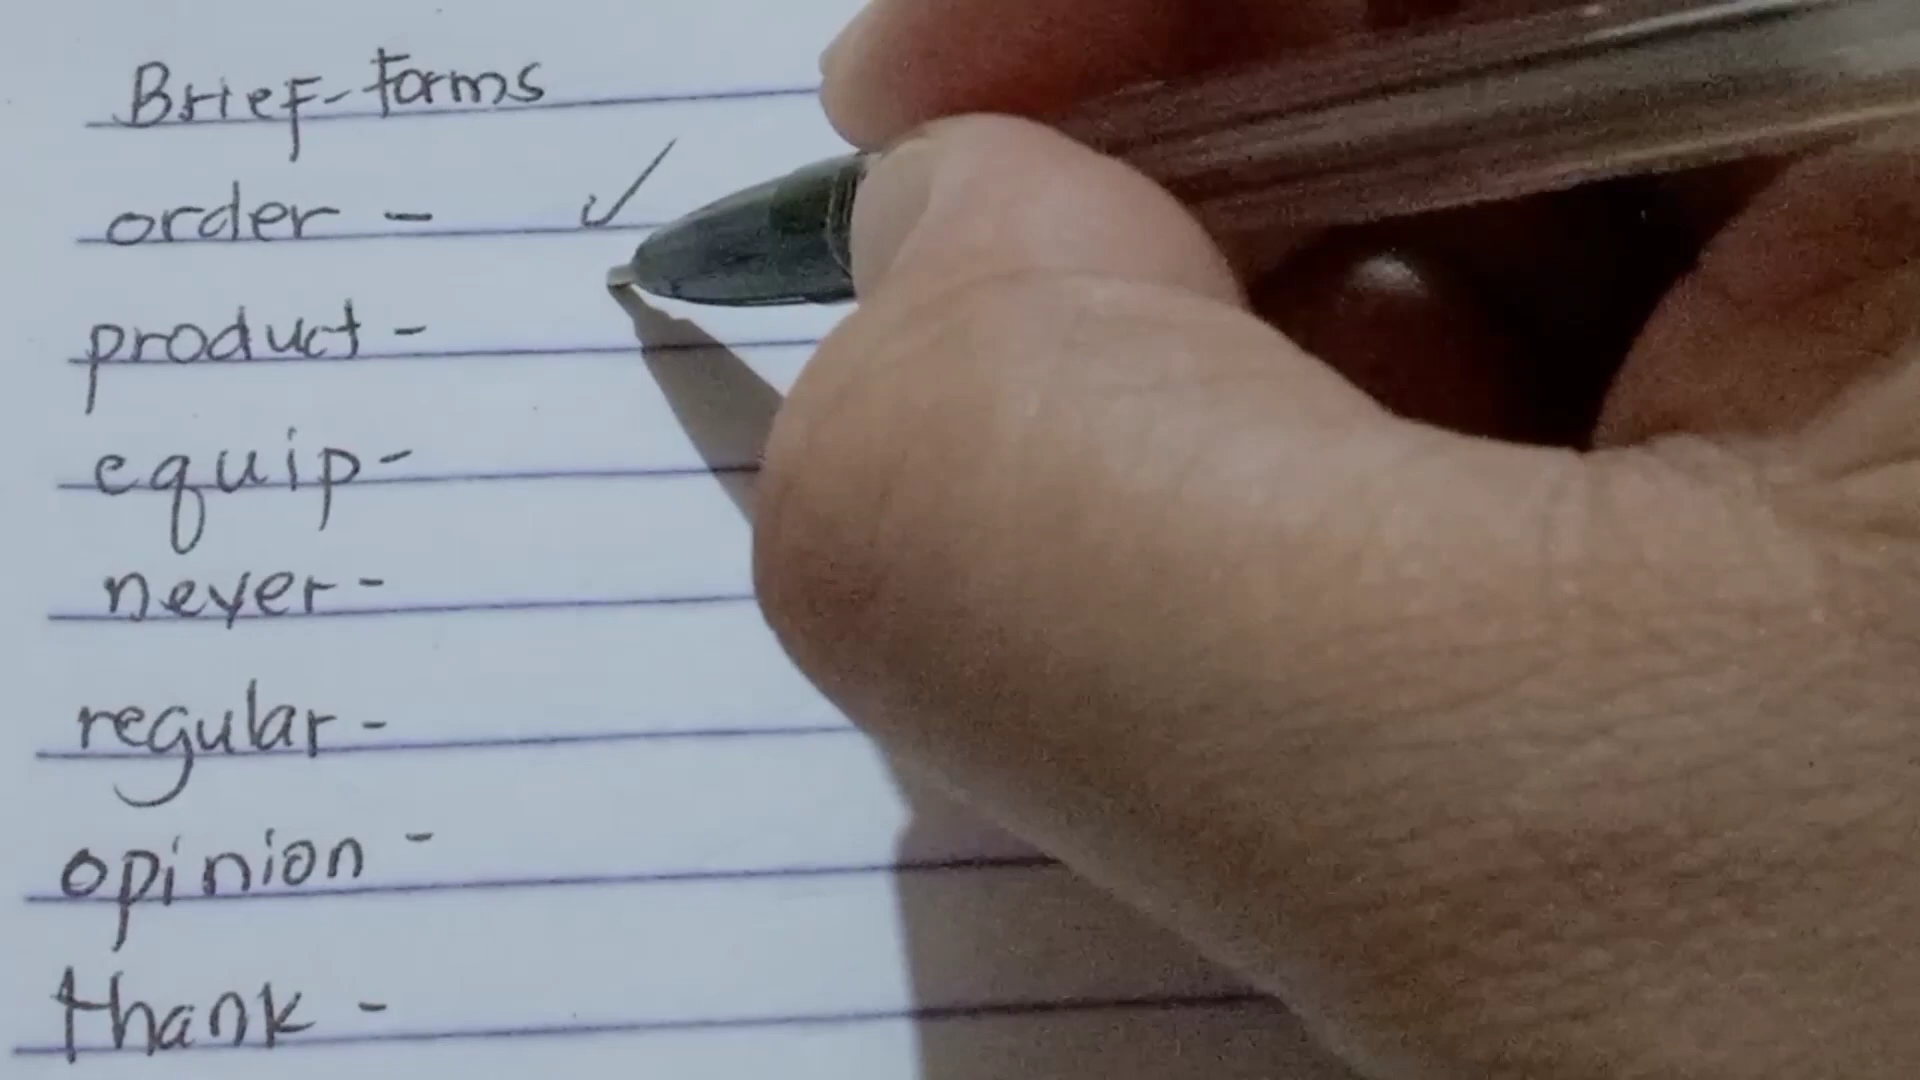 Brief-Forms
order -
product -
equip -
never -
regular -
opinion -
thank -